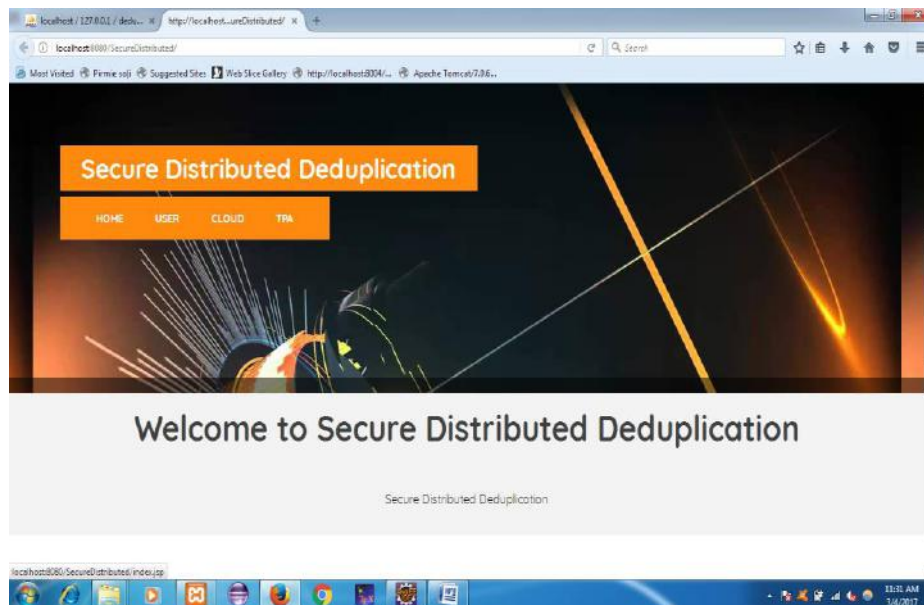 localhost / 127.0.0.1 / dedu...
http://localhost...ureDistributed/
localhost:8080/SecureDistributed/
Search
Most Visited
Suggested Sites
Web Slice Gallery
http://localhost:8004/...
Apache Tomcat/7.0.6...
Secure Distributed Deduplication
HOME
USER
CLOUD
TPA
Welcome to Secure Distributed Deduplication
Secure Distributed Deduplication
localhost:8080/SecureDistributed/index.jsp
11:31 AM